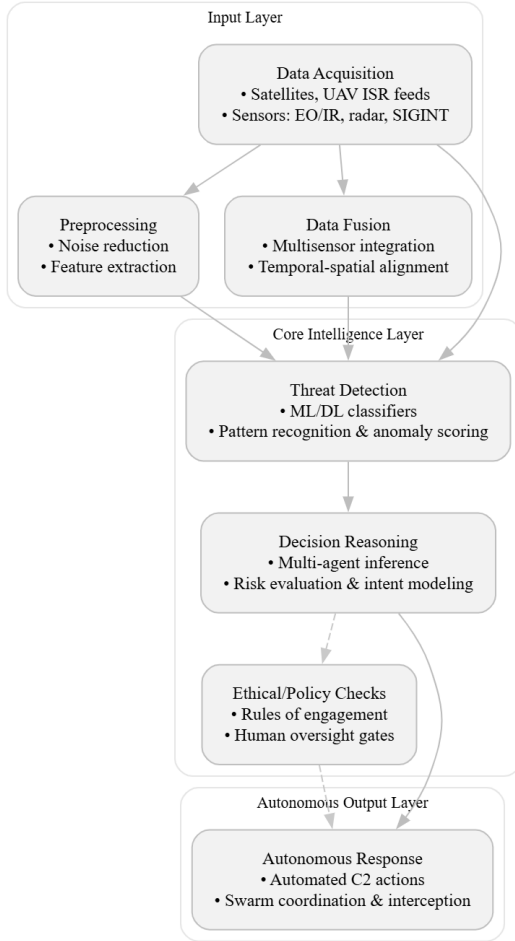 Input Layer
Data Acquisition
• Satellites, UAV ISR feeds
• Sensors: EO/IR, radar, SIGINT
Preprocessing
• Noise reduction
• Feature extraction
Data Fusion
• Multisensor integration
• Temporal-spatial alignment
Core Intelligence Layer
Threat Detection
• ML/DL classifiers
• Pattern recognition & anomaly scoring
Decision Reasoning
• Multi-agent inference
• Risk evaluation & intent modeling
Ethical/Policy Checks
• Rules of engagement
• Human oversight gates
Autonomous Output Layer
Autonomous Response
• Automated C2 actions
• Swarm coordination & interception